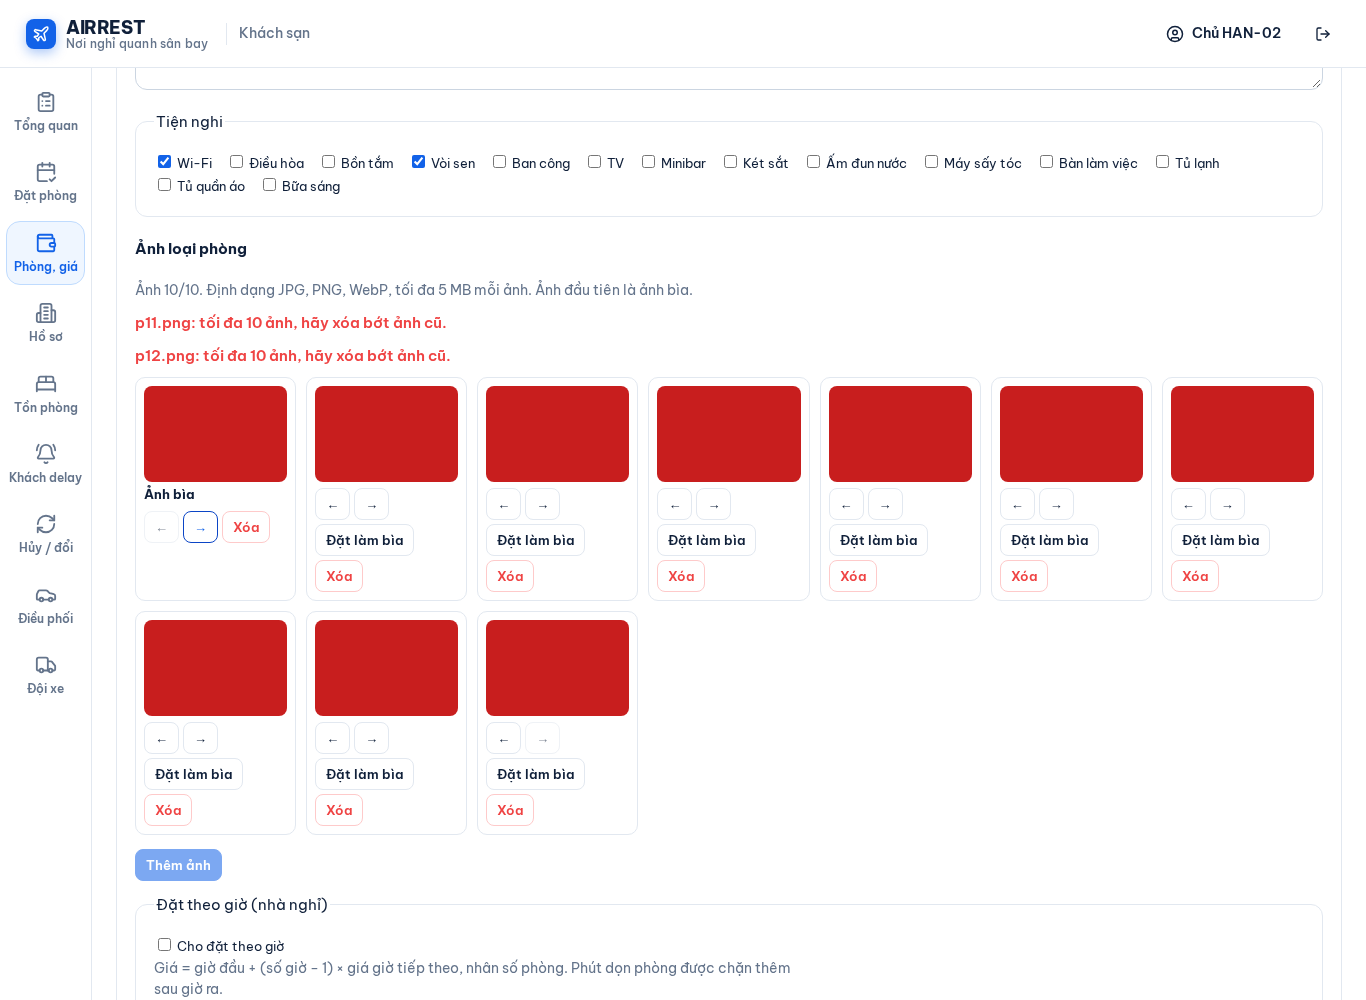 AIRREST
Nơi nghỉ quanh sân bay
Khách sạn
Chủ HAN-02
Tổng quan
Đặt phòng
Phòng, giá
Hồ sơ
Tồn phòng
Khách delay
Hủy / đổi
Điều phối
Đội xe
Tiện nghi
Wi-Fi Điều hòa Bồn tắm Vòi sen Ban công TV Minibar Két sắt Ấm đun nước Máy sấy tóc Bàn làm việc Tủ lạnh
Tủ quần áo Bữa sáng
Ảnh loại phòng
Ảnh 10/10. Định dạng JPG, PNG, WebP, tối đa 5 MB mỗi ảnh. Ảnh đầu tiên là ảnh bìa.
p11.png: tối đa 10 ảnh, hãy xóa bớt ảnh cũ.
p12.png: tối đa 10 ảnh, hãy xóa bớt ảnh cũ.
Ảnh bìa
← → Xóa
← → ← → ← → ← → ← → ← →
Đặt làm bìa Đặt làm bìa Đặt làm bìa Đặt làm bìa Đặt làm bìa Đặt làm bìa
Xóa Xóa Xóa Xóa Xóa Xóa
← → ← → ← →
Đặt làm bìa Đặt làm bìa Đặt làm bìa
Xóa Xóa Xóa
Thêm ảnh
Đặt theo giờ (nhà nghỉ)
Cho đặt theo giờ
Giá = giờ đầu + (số giờ − 1) × giá giờ tiếp theo, nhân số phòng. Phút dọn phòng được chặn thêm
sau giờ ra.